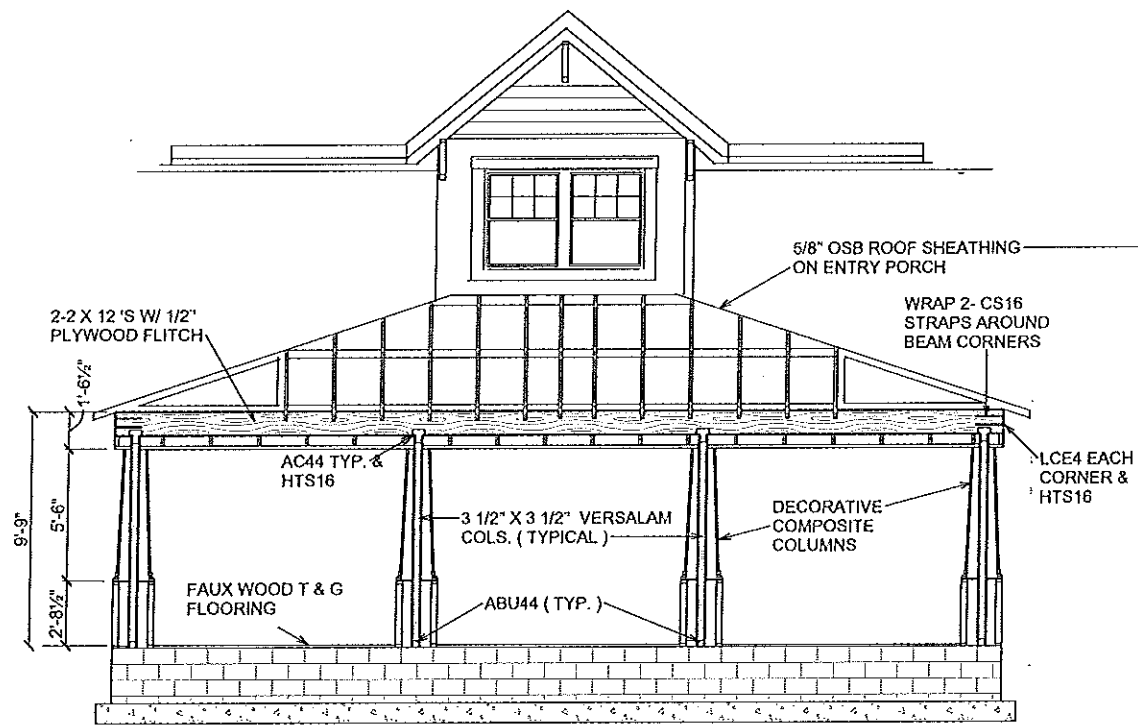 5/8" OSB ROOF SHEATHING
ON ENTRY PORCH
2-2 X 12 'S W/ 1/2"
PLYWOOD FLITCH
WRAP 2- CS16
STRAPS AROUND
BEAM CORNERS
1'-6½"
AC44 TYP. &
HTS16
LCE4 EACH
CORNER &
HTS16
9'-9"
5'-6"
3 1/2" X 3 1/2" VERSALAM
COLS. ( TYPICAL )
DECORATIVE
COMPOSITE
COLUMNS
2'-8½"
FAUX WOOD T & G
FLOORING
ABU44 ( TYP. )